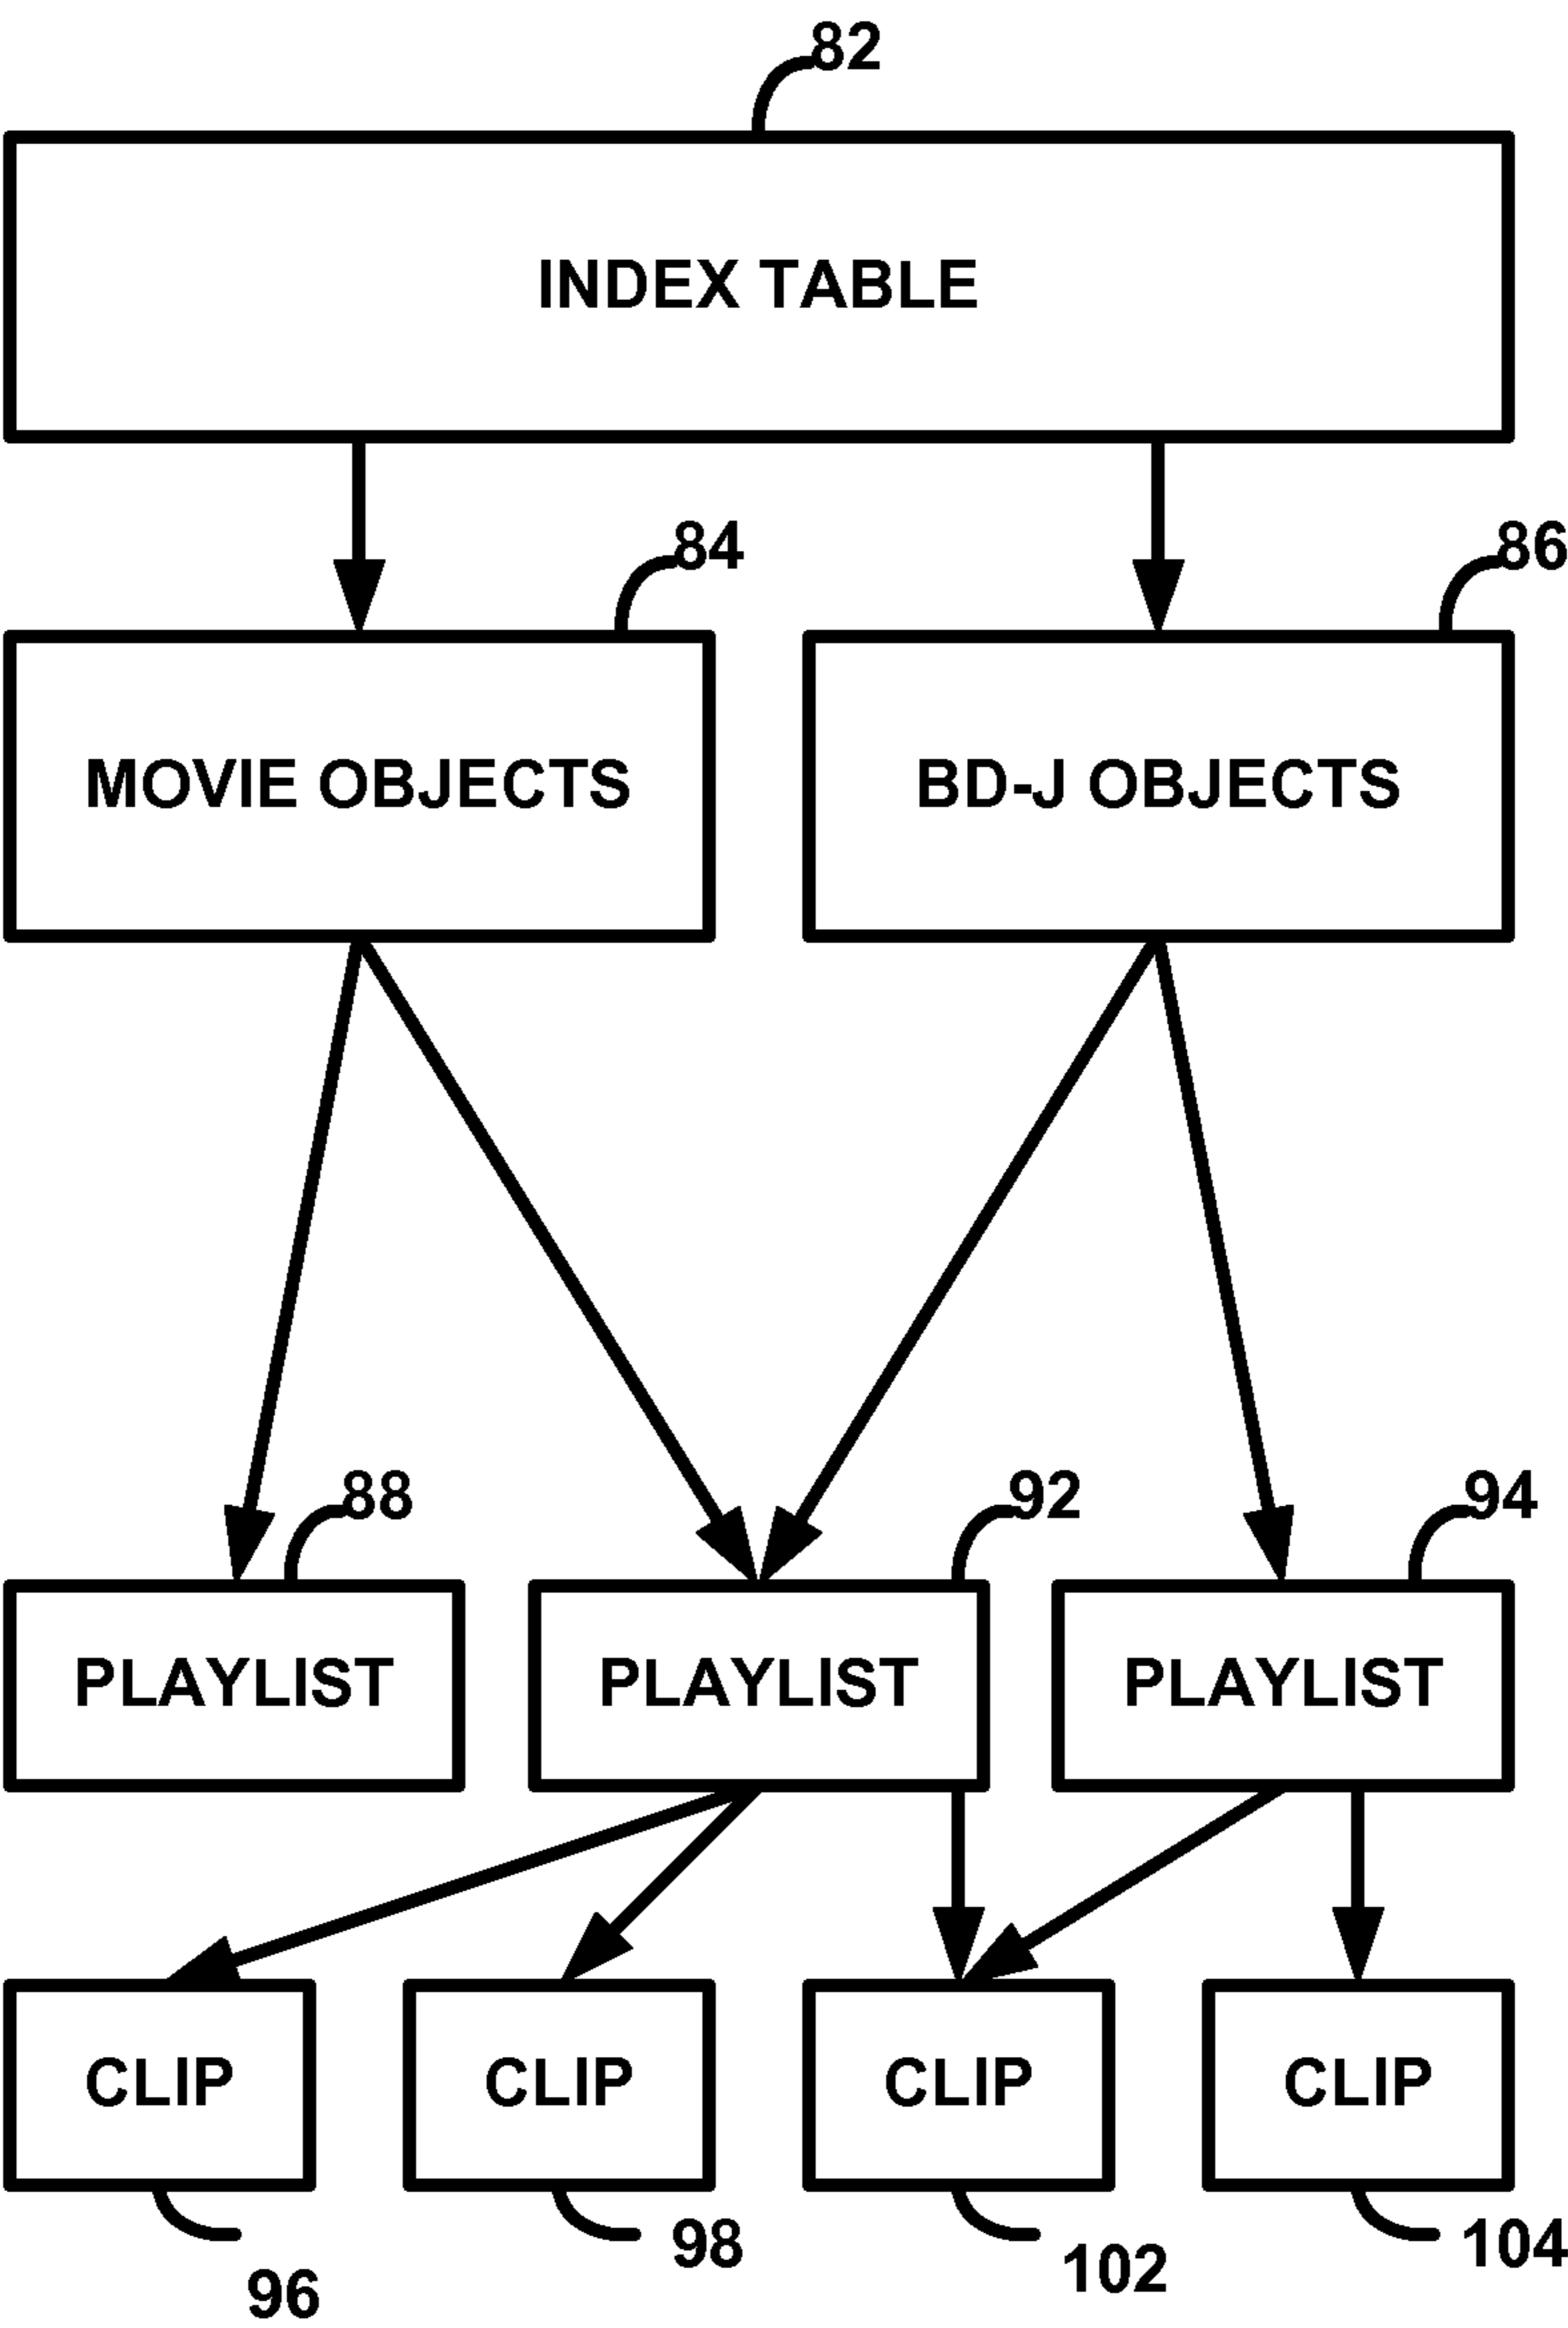 82
INDEX TABLE
84
86
MOVIE OBJECTS
BD-J OBJECTS
88
92
94
PLAYLIST
PLAYLIST
PLAYLIST
CLIP
CLIP
CLIP
CLIP
96
98
102
104